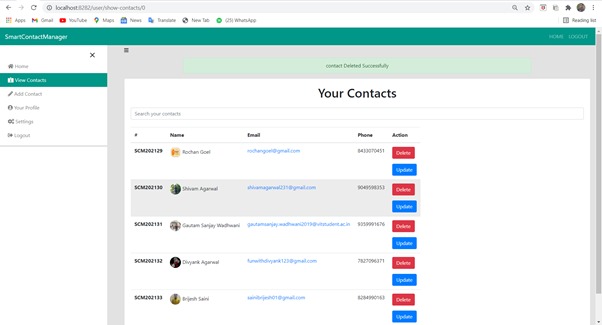 localhost:8282/user/show-contacts/0
Apps Gmail YouTube Maps News Translate New Tab (25) WhatsApp Reading list
SmartContactManager HOME LOGOUT
Home
View Contacts
Add Contact
Your Profile
Settings
Logout
contact Deleted Successfully
Your Contacts
Search your contacts
# Name Email Phone Action
SCM202129 Rochan Goel rochangoel@gmail.com 8433070451 Delete
Update
SCM202130 Shivam Agarwal shivamagarwal221@gmail.com 9049598353 Delete
Update
SCM202131 Gautam Sanjay Wadhwani gautamsanjay.wadhwani2019@vitstudent.ac.in 9359991676 Delete
Update
SCM202132 Divyank Agarwal funwithdivyank123@gmail.com 7827096371 Delete
Update
SCM202133 Brijesh Saini sainibrijesh01@gmail.com 8284990163 Delete
Update